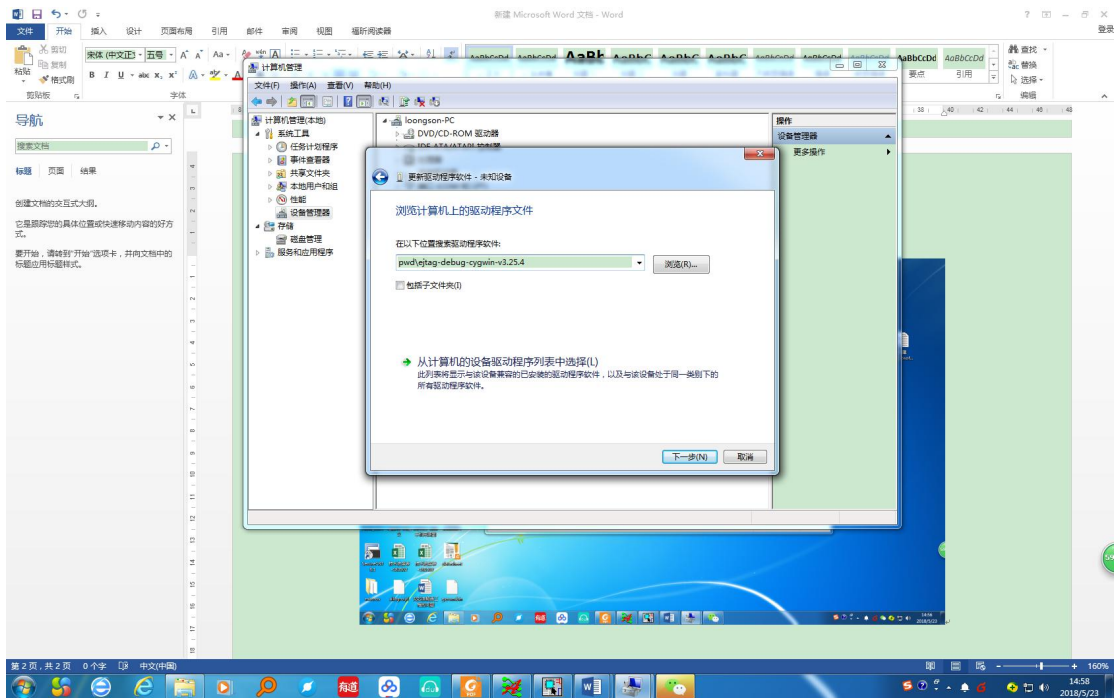 新建 Microsoft Word 文档 - Word
登录
文件 开始 插入 设计 页面布局 引用 邮件 审阅 视图 福昕阅读器
粘贴
剪切
复制
格式刷
宋体 (中文正 五号
B I U abc x₂ x²
剪贴板
字体
AaBbCcDd AaBbCcDd
要点 引用
查找
替换
选择
编辑
导航
搜索文档
标题 页面 结果
创建文档的交互式大纲。
它是跟踪您的具体位置或快速移动内容的好方
式。
要开始，请转到"开始"选项卡，并向文档中的
标题应用标题样式。
计算机管理
文件(F) 操作(A) 查看(V) 帮助(H)
计算机管理(本地)
系统工具
任务计划程序
事件查看器
共享文件夹
本地用户和组
性能
设备管理器
存储
磁盘管理
服务和应用程序
loongson-PC
DVD/CD-ROM 驱动器
IDE ATA/ATAPI 控制器
操作
设备管理器
更多操作
更新驱动程序软件 - 未知设备
浏览计算机上的驱动程序文件
在以下位置搜索驱动程序软件:
pwd\ejtag-debug-cygwin-v3.25.4
浏览(R)...
包括子文件夹(I)
从计算机的设备驱动程序列表中选择(L)
此列表将显示与该设备兼容的已安装的驱动程序软件，以及与该设备处于同一类别下的
所有驱动程序软件。
下一步(N) 取消
第 2 页，共 2 页 0 个字 中文(中国)
160%
有道
14:58
2018/5/23